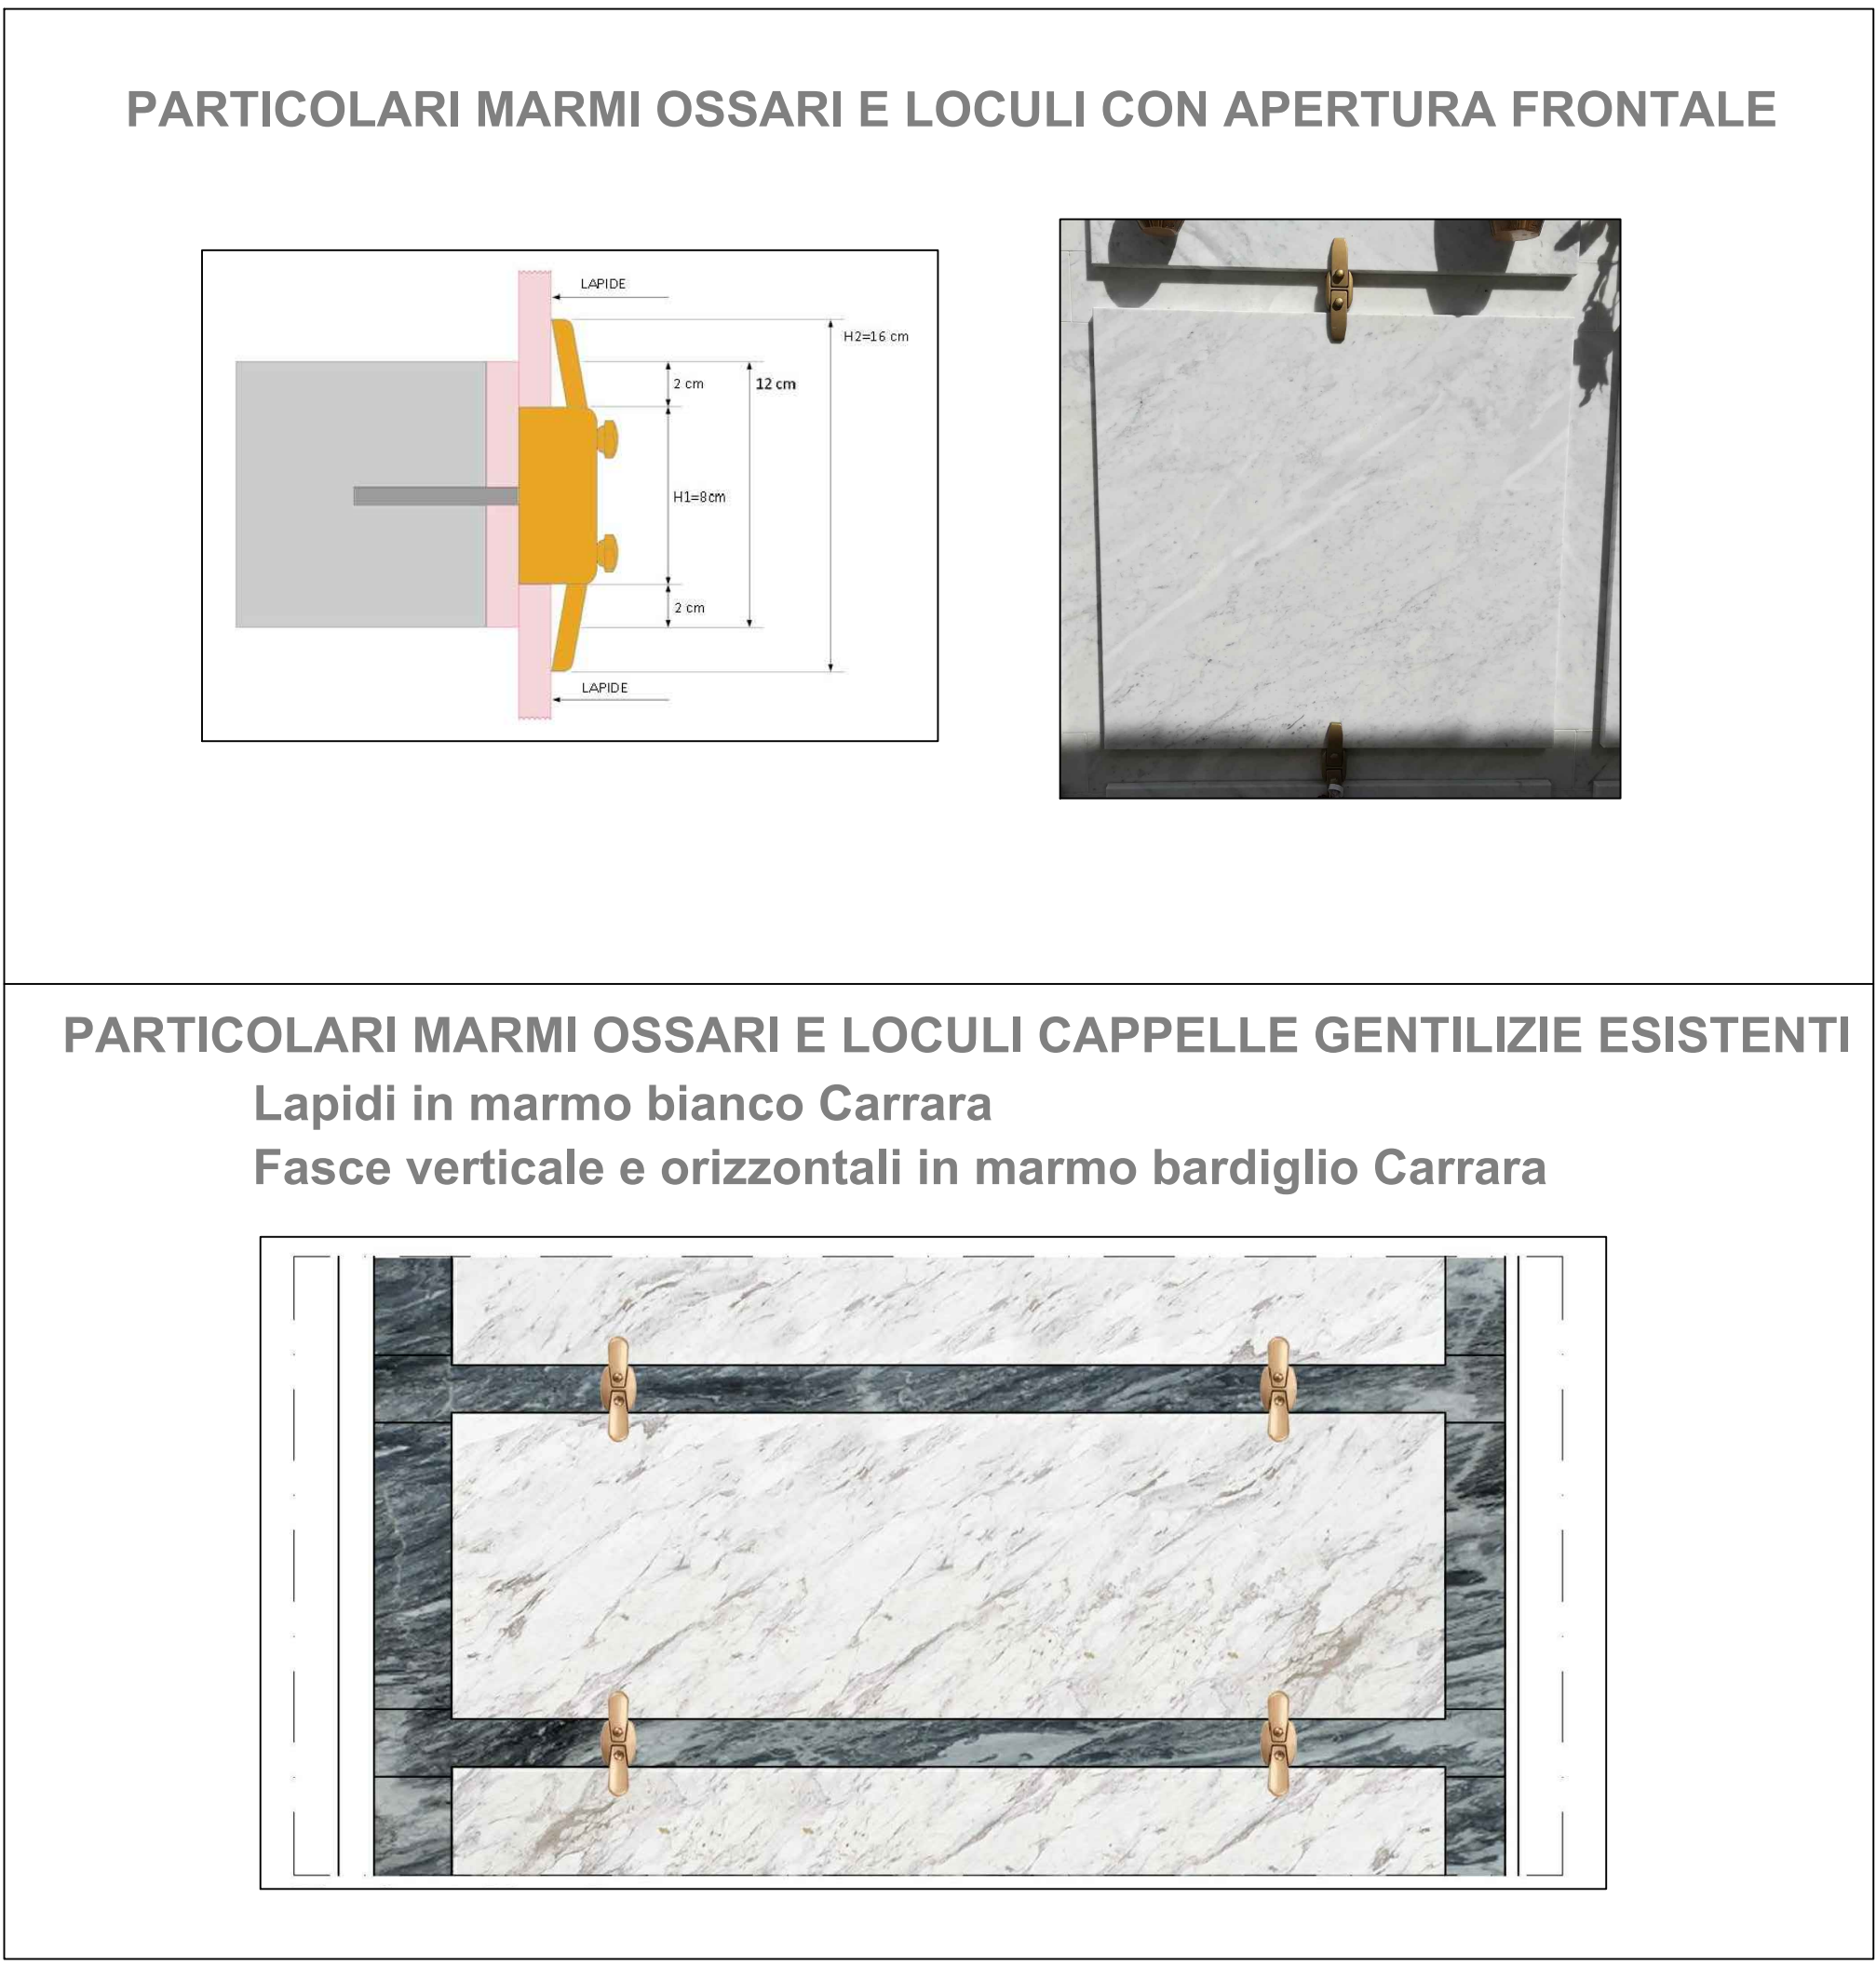 PARTICOLARI MARMI OSSARI E LOCULI CON APERTURA FRONTALE
LAPIDE
H2=16 cm
2 cm
12 cm
H1=8cm
2 cm
LAPIDE
PARTICOLARI MARMI OSSARI E LOCULI CAPPELLE GENTILIZIE ESISTENTI
Lapidi in marmo bianco Carrara
Fasce verticale e orizzontali in marmo bardiglio Carrara